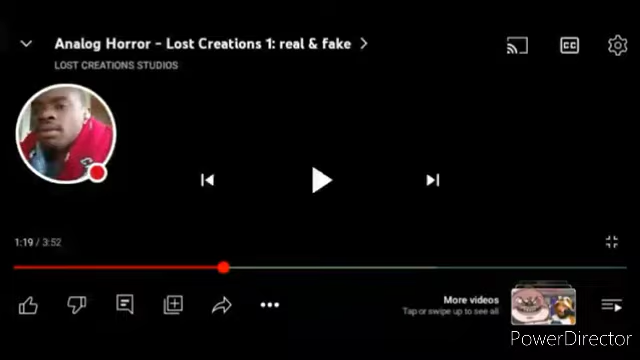 Analog Horror - Lost Creations 1: real & fake
LOST CREATIONS STUDIOS
CC
1:19 / 3:52
More videos
Tap or swipe up to see all
PowerDirector